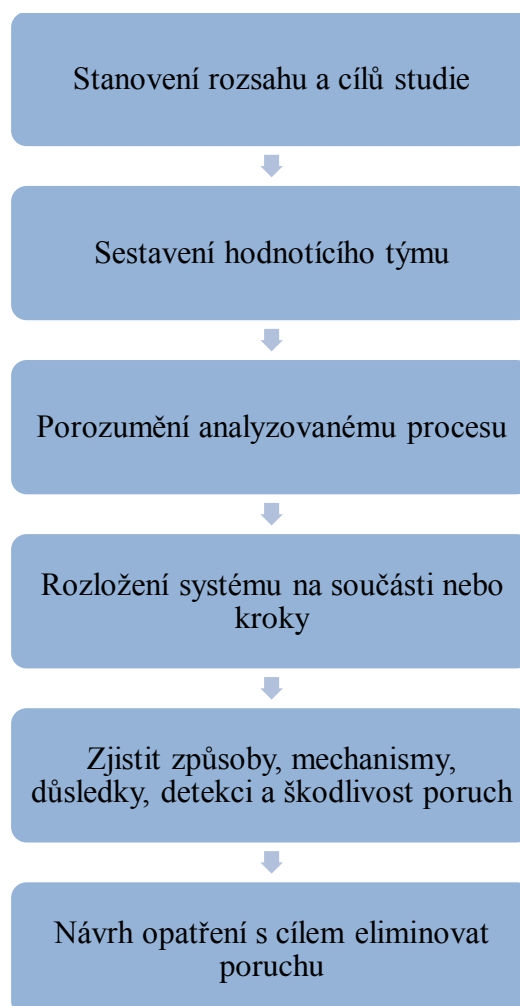 Stanovení rozsahu a cílů studie
Sestavení hodnotícího týmu
Porozumění analyzovanému procesu
Rozložení systému na součásti nebo
kroky
Zjistit způsoby, mechanismy,
důsledky, detekci a škodlivost poruch
Návrh opatření s cílem eliminovat
poruchu